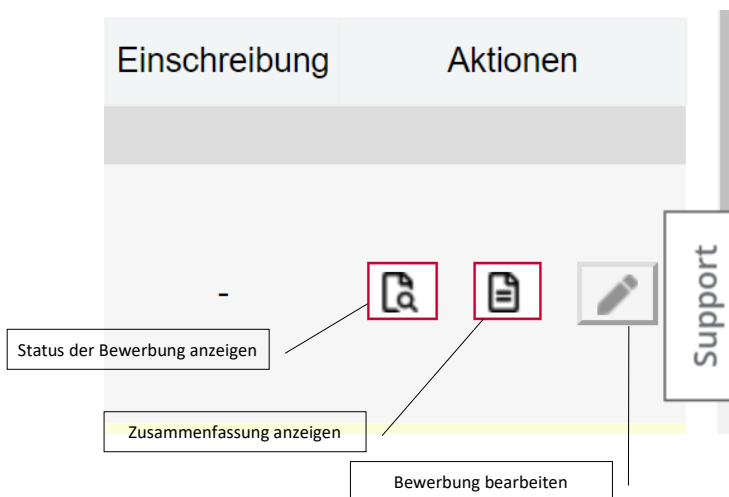 Einschreibung
Aktionen
-
Support
Status der Bewerbung anzeigen
Zusammenfassung anzeigen
Bewerbung bearbeiten